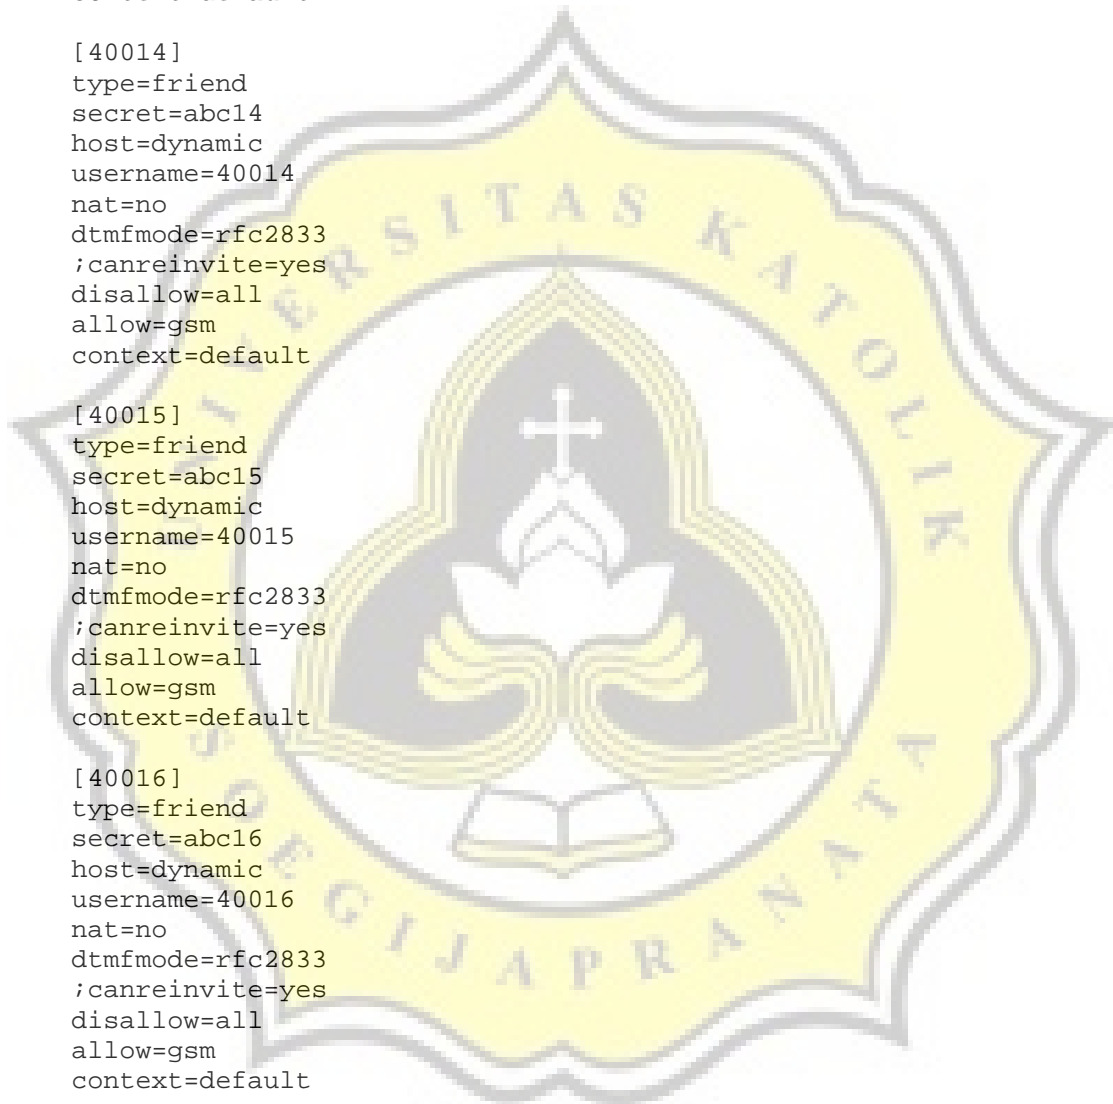 [40014]
type=friend
secret=abc14
host=dynamic
username=40014
nat=no
dtmfmode=rfc2833
;canreinvite=yes
disallow=all
allow=gsm
context=default
[40015]
type=friend
secret=abc15
host=dynamic
username=40015
nat=no
dtmfmode=rfc2833
;canreinvite=yes
disallow=all
allow=gsm
context=default
[40016]
type=friend
secret=abc16
host=dynamic
username=40016
nat=no
dtmfmode=rfc2833
;canreinvite=yes
disallow=all
allow=gsm
context=default
UNIVERSITAS KATOLIK
SOEGIJAPRANATA